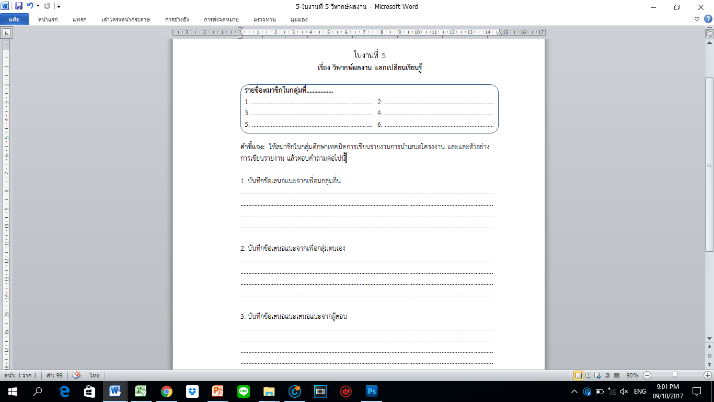 5-ใบงานที่ 5 วิพากษ์ผลงาน - Microsoft Word
แฟ้ม หน้าแรก แทรก เค้าโครงหน้ากระดาษ การอ้างอิง การส่งจดหมาย ตรวจทาน มุมมอง
ใบงานที่ 5
เรื่อง วิพากษ์ผลงาน แลกเปลี่ยนเรียนรู้
รายชื่อสมาชิกในกลุ่มที่..................
1. 2.
3. 4.
5. 6.
คำชี้แจง ให้สมาชิกในกลุ่มศึกษาเทคนิคการเขียนรายงานการนำเสนอโครงงาน และและตัวอย่าง
การเขียนรายงาน แล้วตอบคำถามต่อไปนี้
1. บันทึกข้อเสนอแนะจากเพื่อนกลุ่มอื่น
2. บันทึกข้อเสนอแนะจากเพื่อกลุ่มตนเอง
3. บันทึกข้อเสนอแนะเสนอแนะจากผู้สอน
หน้า: 1 จาก 1 คำ: 99 ไทย 90%
ENG 9:01 PM
09/10/2017